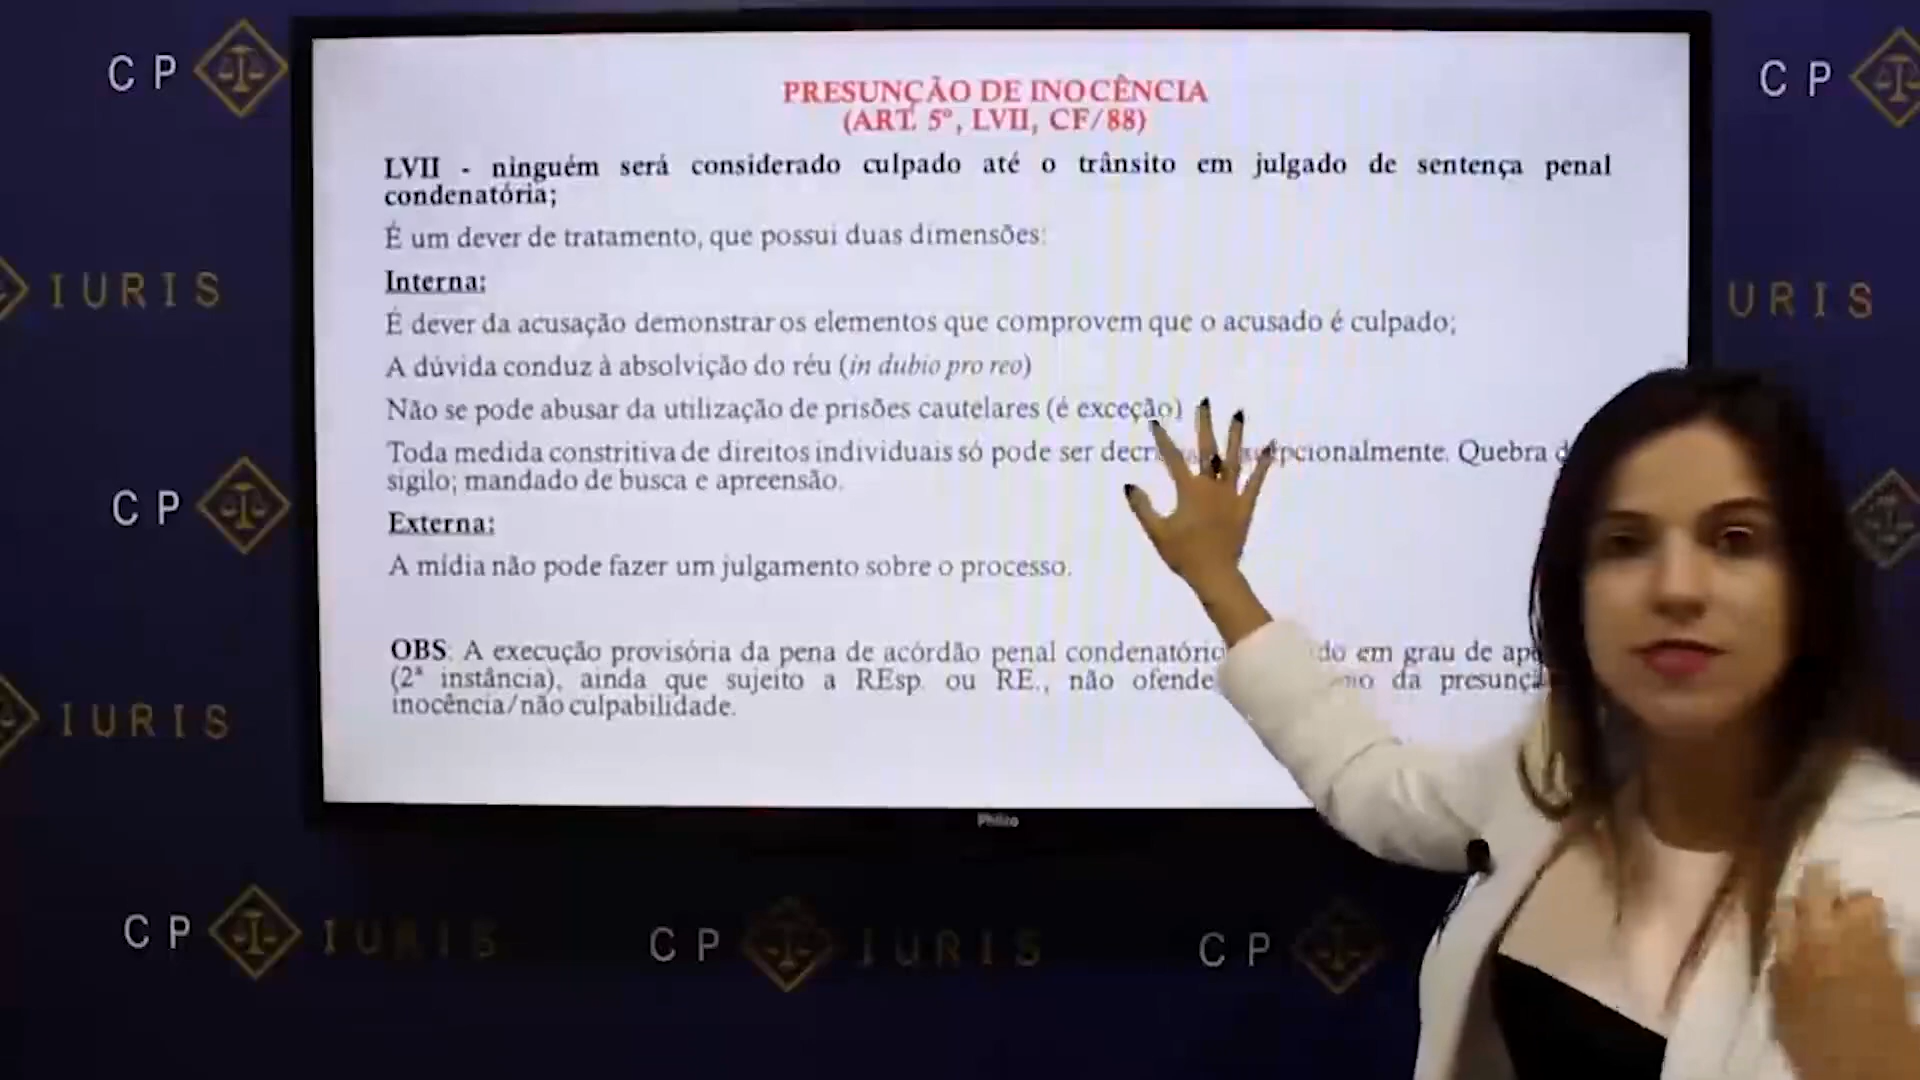 PRESUNÇÃO DE INOCÊNCIA
(ART. 5º, LVII, CF/88)
LVII - ninguém será considerado culpado até o trânsito em julgado de sentença penal
condenatória;
É um dever de tratamento, que possui duas dimensões:
Interna:
É dever da acusação demonstrar os elementos que comprovem que o acusado é culpado;
A dúvida conduz à absolvição do réu (in dubio pro reo)
Não se pode abusar da utilização de prisões cautelares (é exceção)
Toda medida constritiva de direitos individuais só pode ser Quebra
sigilo; mandado de busca e apreensão.
Externa:
A mídia não pode fazer um julgamento sobre o processo.
OBS: A execução provisória da pena de acórdão penal em grau de
(2ª instância), ainda que sujeito a REsp. ou RE., não ofende da
inocência/não culpabilidade.
Philco
CP
CP
IURIS
URIS
CP
IURIS
CP IURIS
CP IURIS
CP